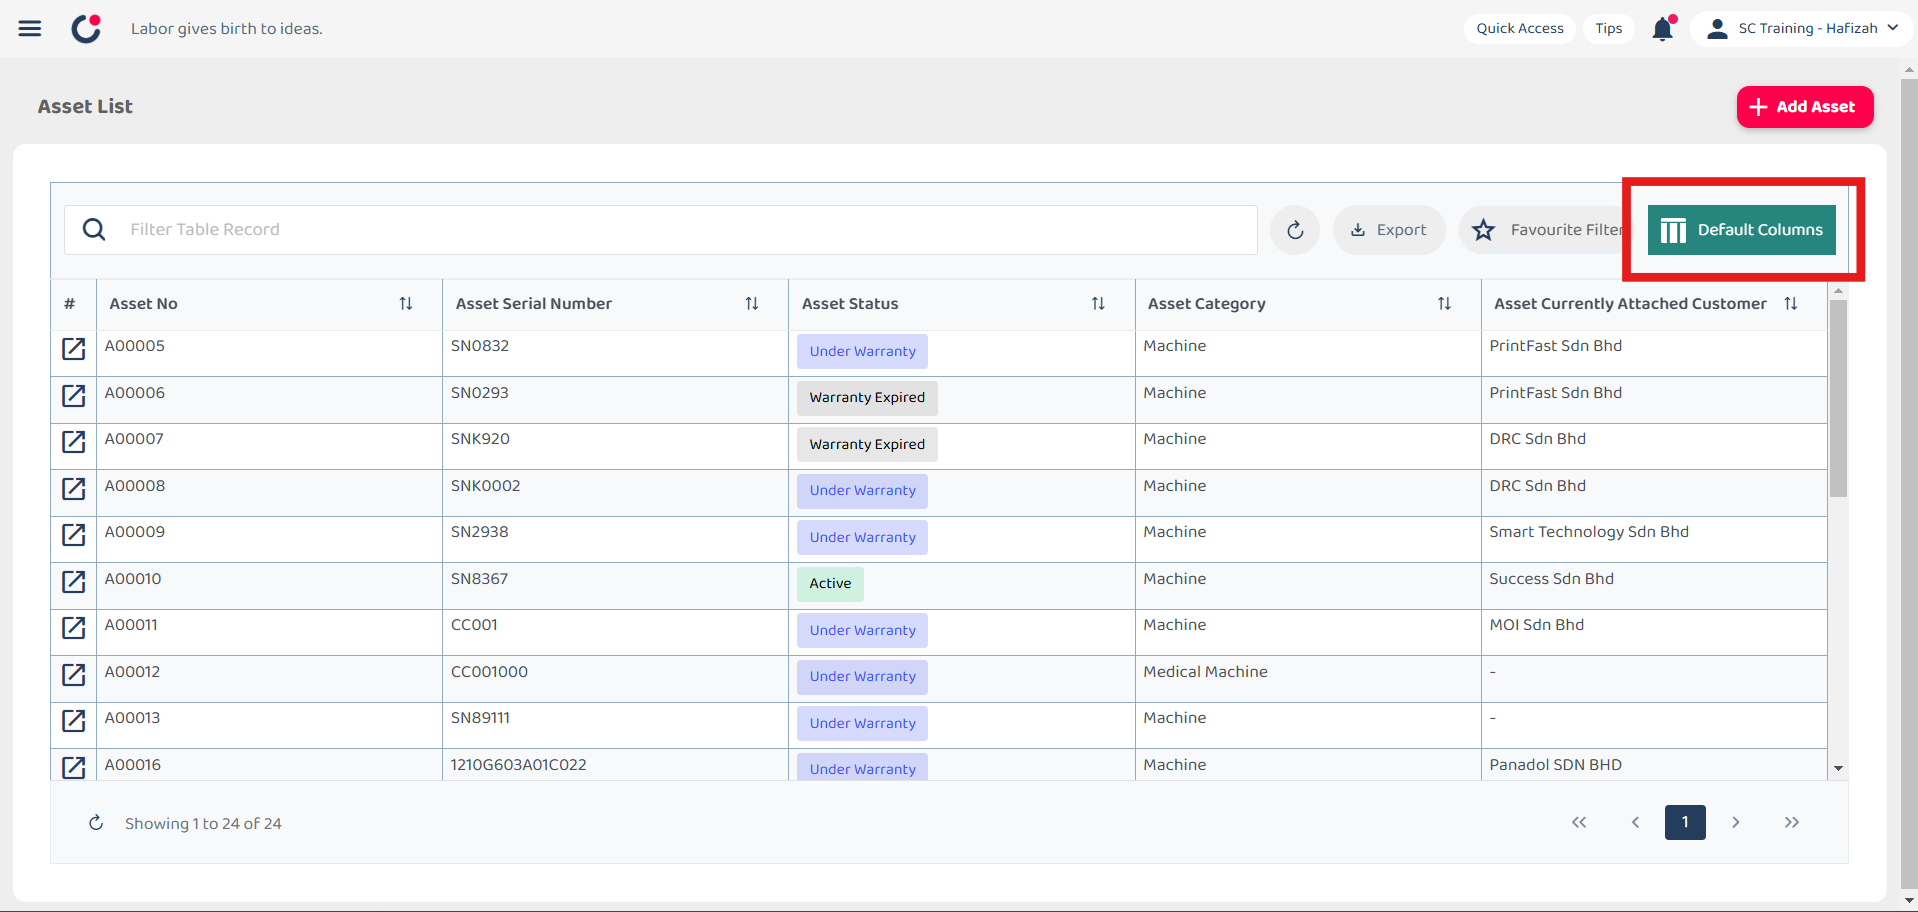 Labor gives birth to ideas.
Quick Access
Tips
SC Training - Hafizah
Asset List
Add Asset
Filter Table Record
Export
Favourite Filter
Default Columns
# Asset No Asset Serial Number Asset Status Asset Category Asset Currently Attached Customer
A00005 SN0832 Under Warranty Machine PrintFast Sdn Bhd
A00006 SN0293 Warranty Expired Machine PrintFast Sdn Bhd
A00007 SNK920 Warranty Expired Machine DRC Sdn Bhd
A00008 SNK0002 Under Warranty Machine DRC Sdn Bhd
A00009 SN2938 Under Warranty Machine Smart Technology Sdn Bhd
A00010 SN8367 Active Machine Success Sdn Bhd
A00011 CC001 Under Warranty Machine MOI Sdn Bhd
A00012 CC001000 Under Warranty Medical Machine -
A00013 SN89111 Under Warranty Machine -
A00016 1210G603A01C022 Under Warranty Machine Panadol SDN BHD
Showing 1 to 24 of 24
1